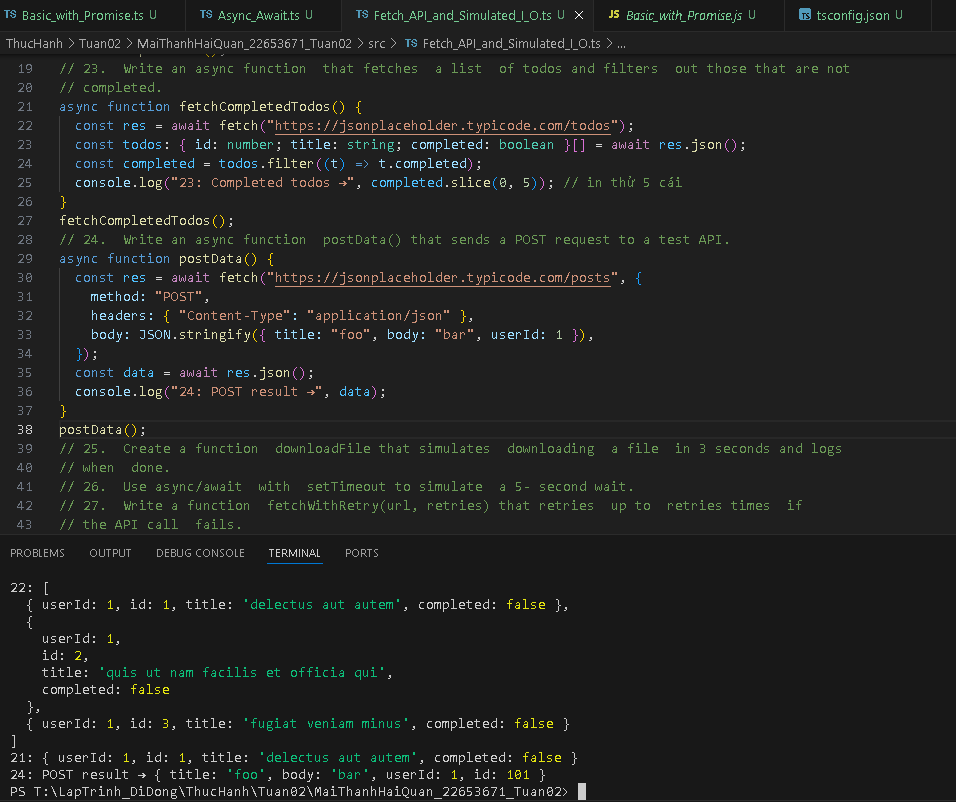 TS Basic_with_Promise.ts U
TS Async_Await.ts U
TS Fetch_API_and_Simulated_I_O.ts U
JS Basic_with_Promise.js U
TS tsconfig.json U
ThucHanh > Tuan02 > MaiThanhHaiQuan_22653671_Tuan02 > src > TS Fetch_API_and_Simulated_I_O.ts > ...
19 // 23. Write an async function that fetches a list of todos and filters out those that are not
20 // completed.
21 async function fetchCompletedTodos() {
22 const res = await fetch("https://jsonplaceholder.typicode.com/todos");
23 const todos: { id: number; title: string; completed: boolean }[] = await res.json();
24 const completed = todos.filter((t) => t.completed);
25 console.log("23: Completed todos →", completed.slice(0, 5)); // in thử 5 cái
26 }
27 fetchCompletedTodos();
28 // 24. Write an async function postData() that sends a POST request to a test API.
29 async function postData() {
30 const res = await fetch("https://jsonplaceholder.typicode.com/posts", {
31 method: "POST",
32 headers: { "Content-Type": "application/json" },
33 body: JSON.stringify({ title: "foo", body: "bar", userId: 1 }),
34 });
35 const data = await res.json();
36 console.log("24: POST result →", data);
37 }
38 postData();
39 // 25. Create a function downloadFile that simulates downloading a file in 3 seconds and logs
40 // when done.
41 // 26. Use async/await with setTimeout to simulate a 5- second wait.
42 // 27. Write a function fetchWithRetry(url, retries) that retries up to retries times if
43 // the API call fails.
PROBLEMS OUTPUT DEBUG CONSOLE TERMINAL PORTS
22: [
{ userId: 1, id: 1, title: 'delectus aut autem', completed: false },
{
userId: 1,
id: 2,
title: 'quis ut nam facilis et officia qui',
completed: false
},
{ userId: 1, id: 3, title: 'fugiat veniam minus', completed: false }
]
21: { userId: 1, id: 1, title: 'delectus aut autem', completed: false }
24: POST result → { title: 'foo', body: 'bar', userId: 1, id: 101 }
PS T:\LapTrinh_DiDong\ThucHanh\Tuan02\MaiThanhHaiQuan_22653671_Tuan02>